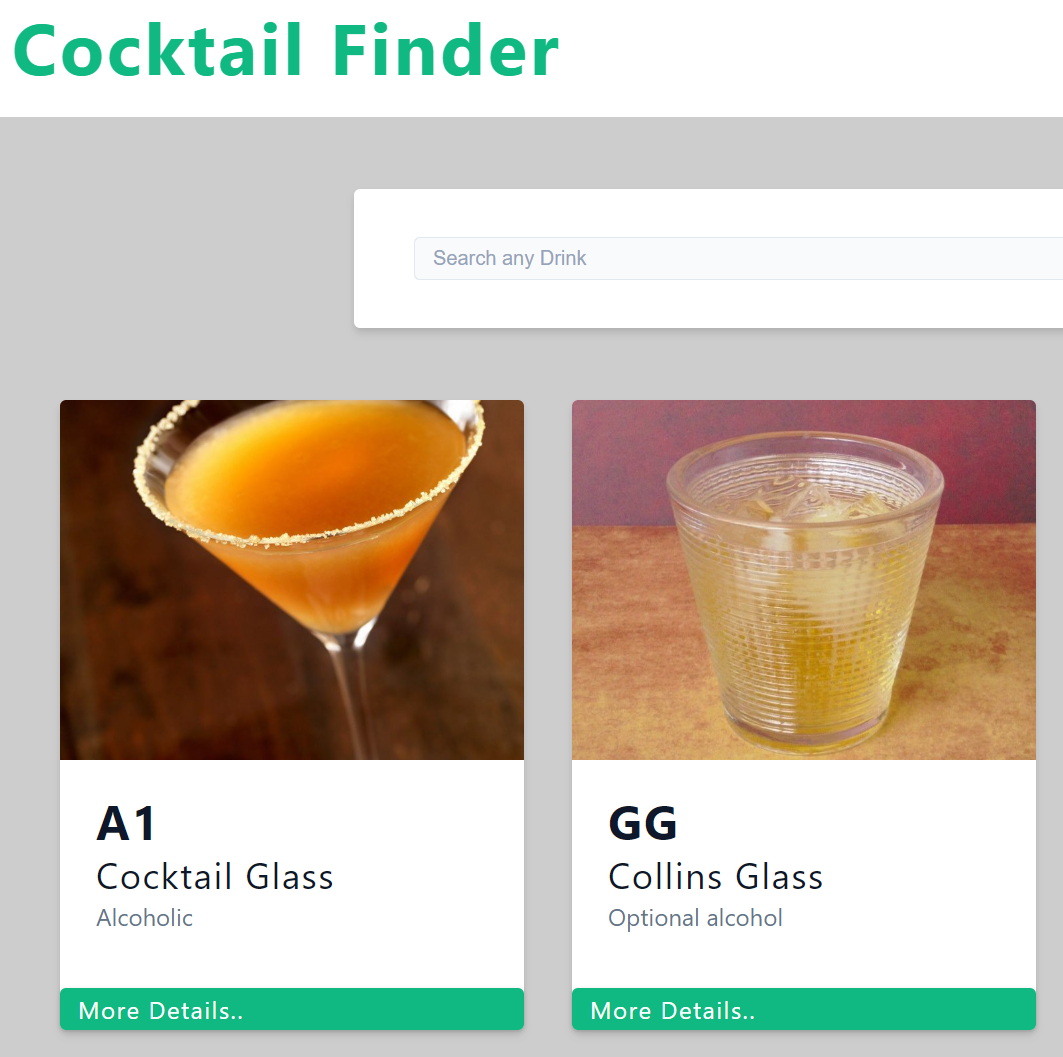 Cocktail Finder
Search any Drink
A1
Cocktail Glass
Alcoholic
More Details..
GG
Collins Glass
Optional alcohol
More Details..